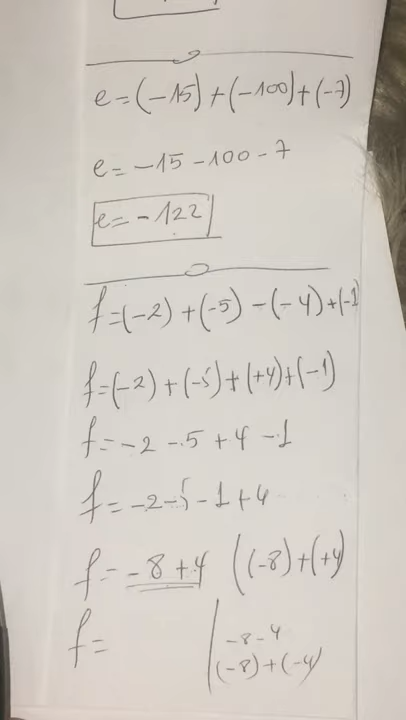 e = (-15) + (-100) + (-7)
e = -15 - 100 - 7
e = -122
f = (-2) + (-5) - (-4) + (-1
f = (-2) + (-5) + (+4) + (-1)
f = -2 - 5 + 4 - 1
f = -2 - 5 - 1 + 4
f = -8 + 4 ((-8) + (+4)
f =
-8 - 4
(-8) + (-4)